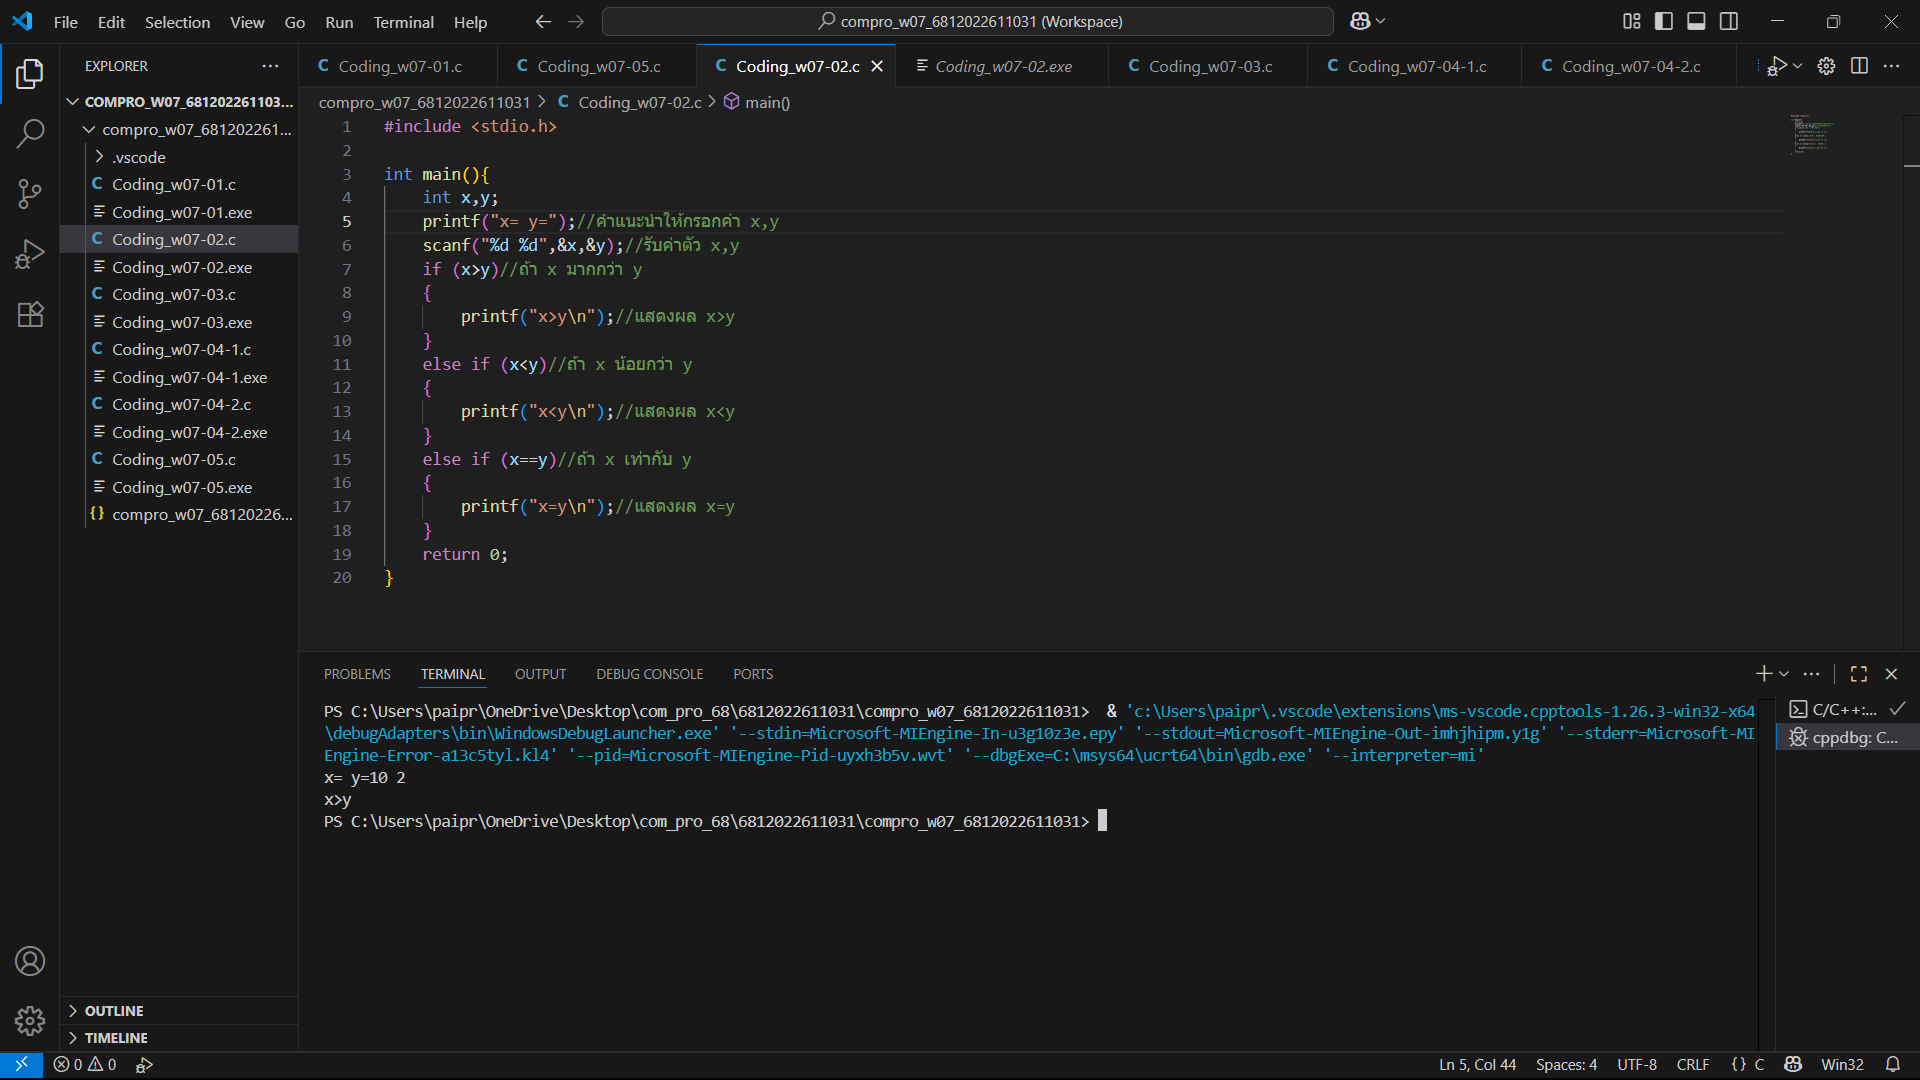 File Edit Selection View Go Run Terminal Help
compro_w07_6812022611031 (Workspace)
EXPLORER
COMPRO_W07_681202261103...
compro_w07_681202261...
.vscode
Coding_w07-01.c
Coding_w07-01.exe
Coding_w07-02.c
Coding_w07-02.exe
Coding_w07-03.c
Coding_w07-03.exe
Coding_w07-04-1.c
Coding_w07-04-1.exe
Coding_w07-04-2.c
Coding_w07-04-2.exe
Coding_w07-05.c
Coding_w07-05.exe
compro_w07_68120226...
OUTLINE
TIMELINE
Coding_w07-01.c Coding_w07-05.c Coding_w07-02.c Coding_w07-02.exe Coding_w07-03.c Coding_w07-04-1.c Coding_w07-04-2.c
compro_w07_6812022611031 > C Coding_w07-02.c > main()
1 #include <stdio.h>
2
3 int main(){
4 int x,y;
5 printf("x= y=");//คำแนะนำให้กรอกค่า x,y
6 scanf("%d %d",&x,&y);//รับค่าตัว x,y
7 if (x>y)//ถ้า x มากกว่า y
8 {
9 printf("x>y\n");//แสดงผล x>y
10 }
11 else if (x<y)//ถ้า x น้อยกว่า y
12 {
13 printf("x<y\n");//แสดงผล x<y
14 }
15 else if (x==y)//ถ้า x เท่ากับ y
16 {
17 printf("x=y\n");//แสดงผล x=y
18 }
19 return 0;
20 }
PROBLEMS TERMINAL OUTPUT DEBUG CONSOLE PORTS
PS C:\Users\paipr\OneDrive\Desktop\com_pro_68\6812022611031\compro_w07_6812022611031> & 'c:\Users\paipr\.vscode\extensions\ms-vscode.cpptools-1.26.3-win32-x64
\debugAdapters\bin\WindowsDebugLauncher.exe' '--stdin=Microsoft-MIEngine-In-u3g10z3e.epy' '--stdout=Microsoft-MIEngine-Out-imhjhipm.y1g' '--stderr=Microsoft-MI
Engine-Error-a13c5tyl.kl4' '--pid=Microsoft-MIEngine-Pid-uyxh3b5v.wvt' '--dbgExe=C:\msys64\ucrt64\bin\gdb.exe' '--interpreter=mi'
x= y=10 2
x>y
PS C:\Users\paipr\OneDrive\Desktop\com_pro_68\6812022611031\compro_w07_6812022611031>
C/C++:...
cppdbg: C...
0 0 Ln 5, Col 44 Spaces: 4 UTF-8 CRLF {} C Win32